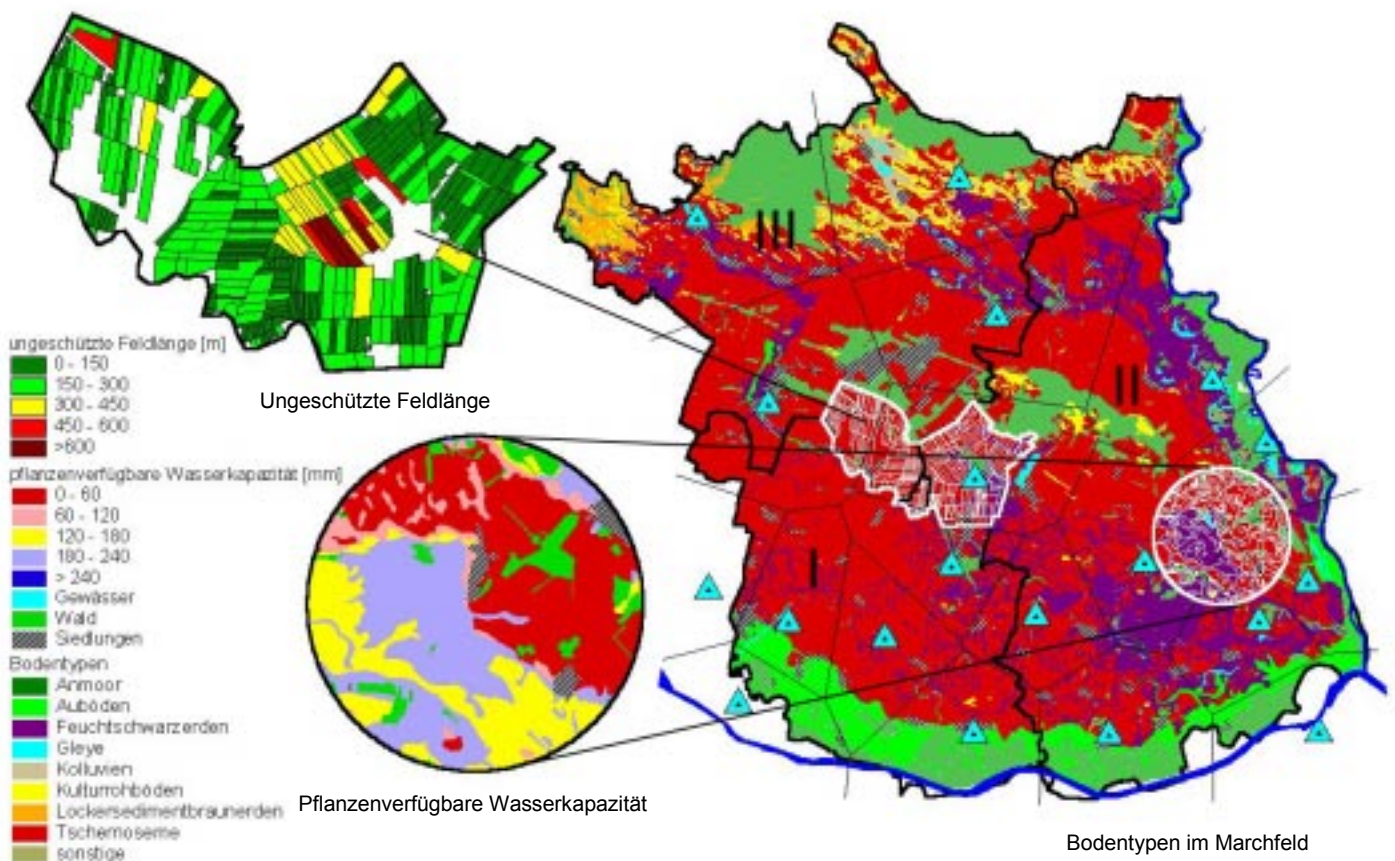 III
II
I
ungeschützte Feldlänge [m]
0 - 150
150 - 300
300 - 450
450 - 600
>600
Ungeschützte Feldlänge
pflanzenverfügbare Wasserkapazität [mm]
0 - 60
60 - 120
120 - 180
180 - 240
> 240
Gewässer
Wald
Siedlungen
Bodentypen
Anmoor
Auböden
Feuchtschwarzerden
Gleye
Kolluvien
Kulturrohböden
Lockersedimentbraunerden
Tschernoseme
sonstige
Pflanzenverfügbare Wasserkapazität
Bodentypen im Marchfeld